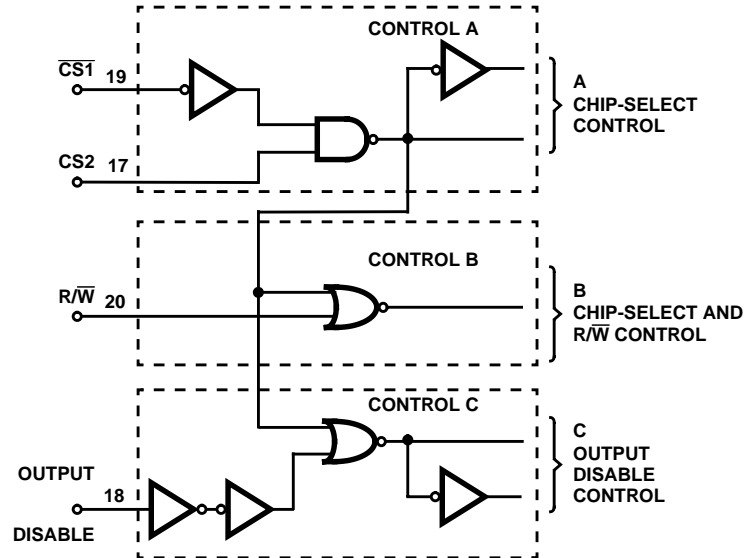 CONTROL A
C̅S̅1̅ 19
CS2 17
A
CHIP-SELECT
CONTROL
CONTROL B
R/W̅ 20
B
CHIP-SELECT AND
R/W̅ CONTROL
CONTROL C
OUTPUT
DISABLE
18
C
OUTPUT
DISABLE
CONTROL